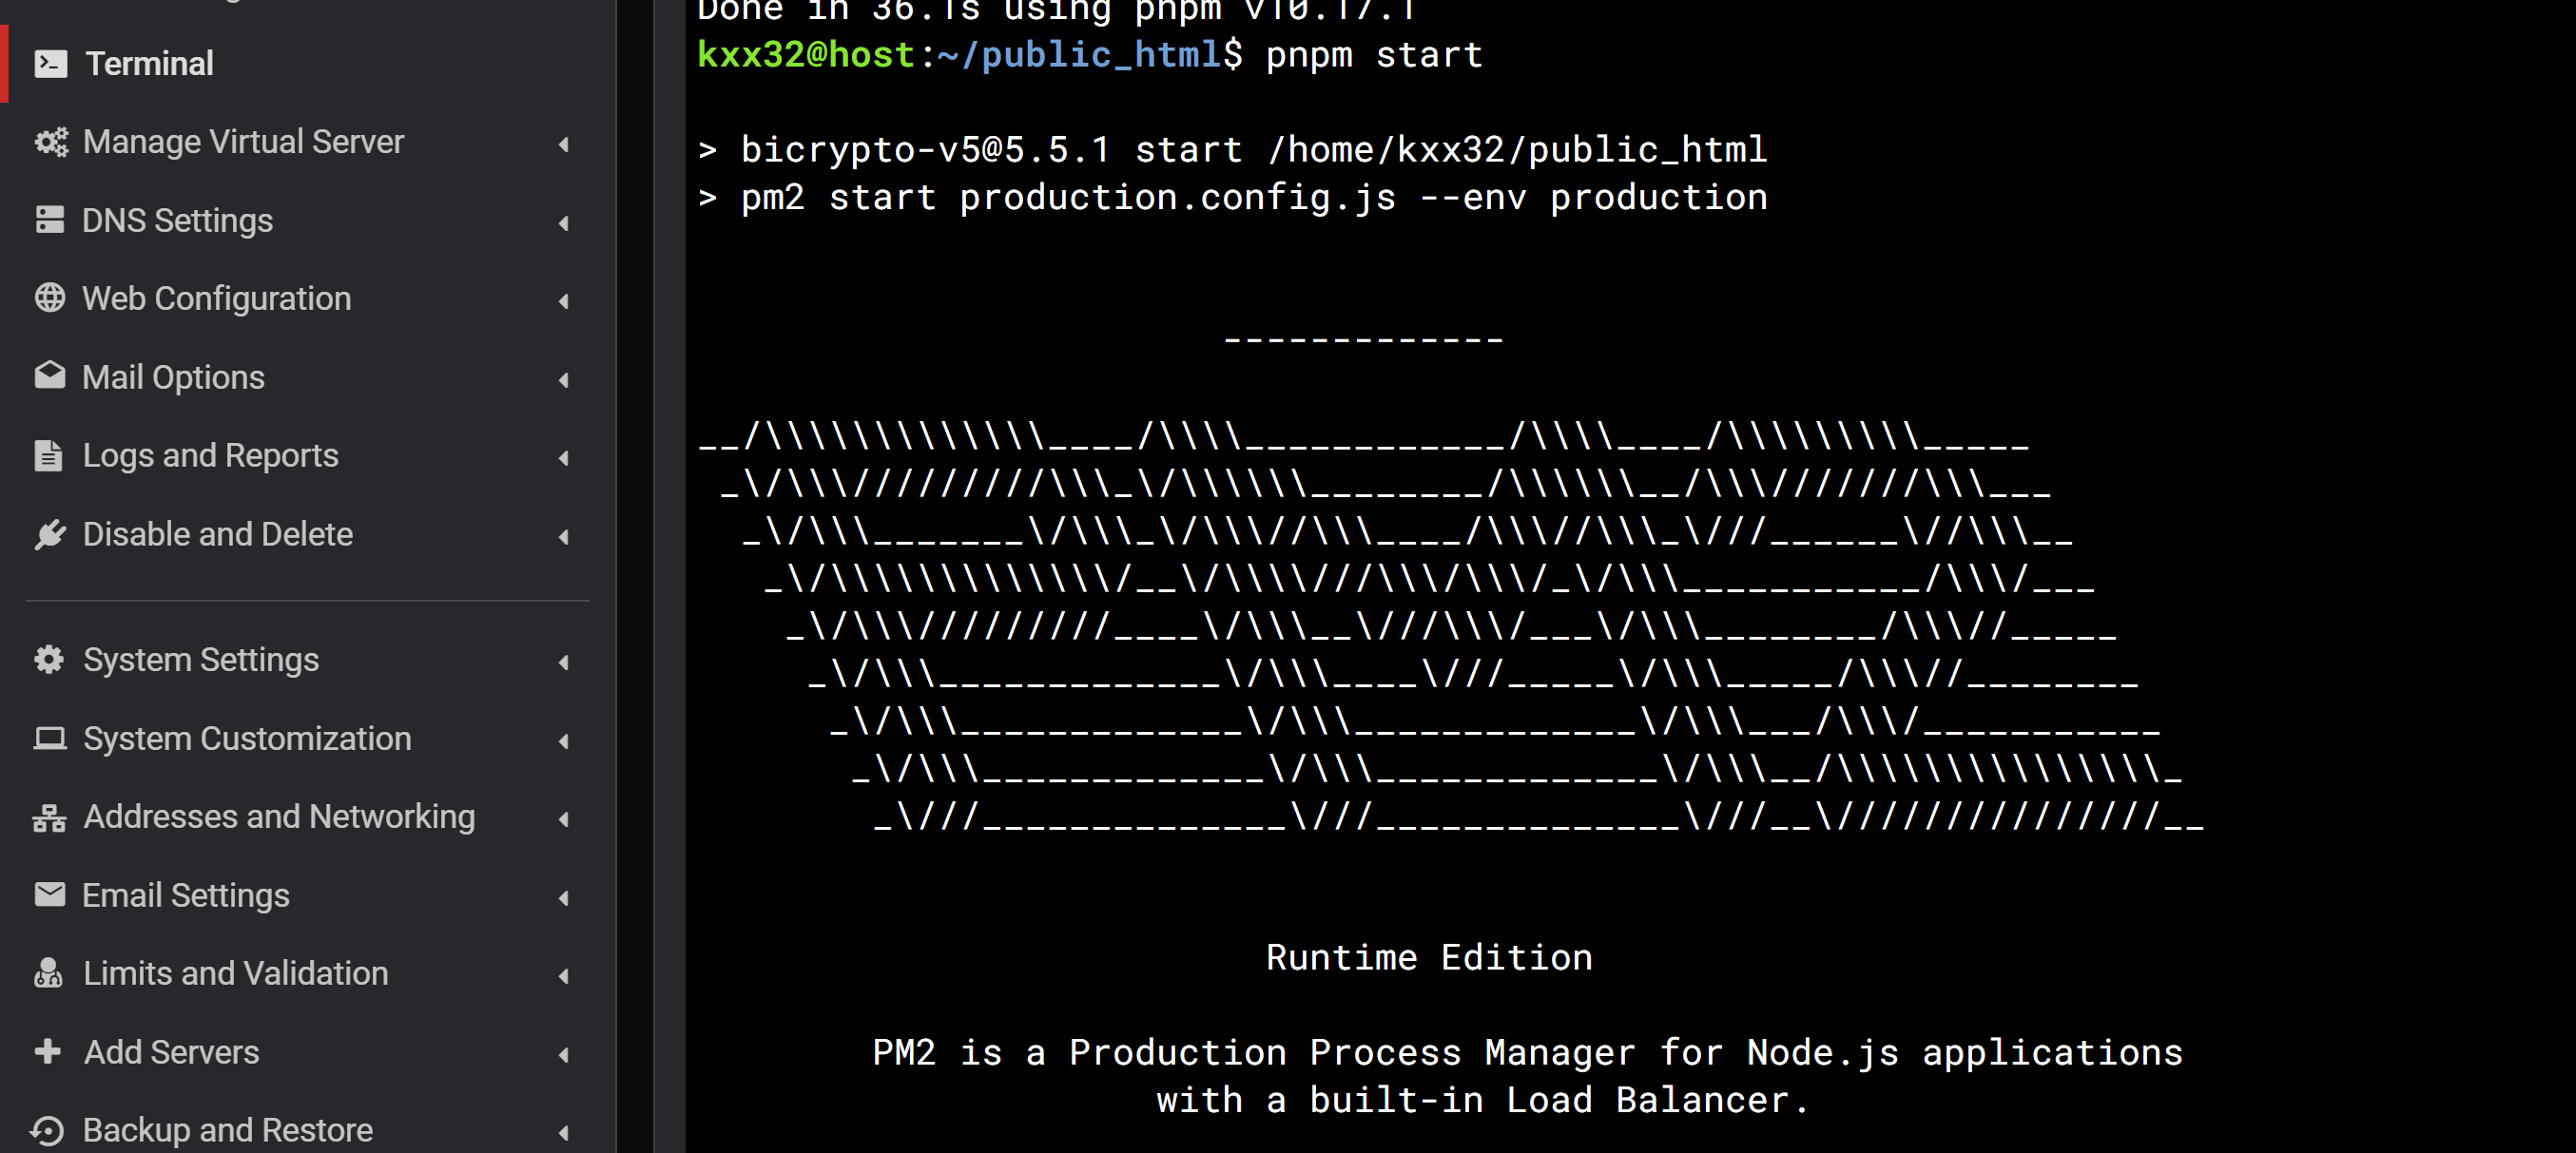 Terminal
Manage Virtual Server
DNS Settings
Web Configuration
Mail Options
Logs and Reports
Disable and Delete
System Settings
System Customization
Addresses and Networking
Email Settings
Limits and Validation
Add Servers
Backup and Restore
Done in 36.1s using pnpm v10.17.1
kxx32@host:~/public_html$ pnpm start
> bicrypto-v5@5.5.1 start /home/kxx32/public_html
> pm2 start production.config.js --env production
-------------
__/\\\\\\\\\\\\\____/\\\\____________/\\\\____/\\\\\\\\\_____
_\/\\\/////////\\\_\/\\\\\\________/\\\\\\__/\\\///////\\\___
_\/\\\_______\/\\\_\/\\\//\\\____/\\\//\\\_\///______\//\\\__
_\/\\\\\\\\\\\\\/__\/\\\\///\\\/\\\/_\/\\\___________/\\\/___
_\/\\\/////////____\/\\\__\///\\\/___\/\\\________/\\\//_____
_\/\\\_____________\/\\\____\///_____\/\\\_____/\\\//________
_\/\\\_____________\/\\\_____________\/\\\___/\\\/___________
_\/\\\_____________\/\\\_____________\/\\\__/\\\\\\\\\\\\\\\_
_\///______________\///______________\///__\///////////////__
Runtime Edition
PM2 is a Production Process Manager for Node.js applications
with a built-in Load Balancer.